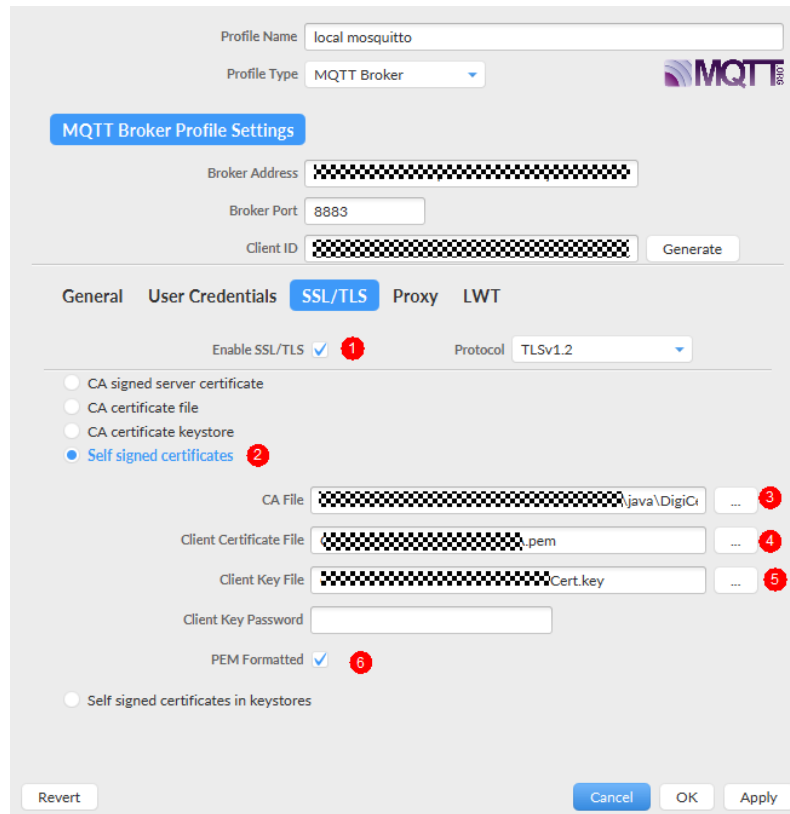 Profile Name local mosquitto
Profile Type MQTT Broker
MQTT
.ORG
MQTT Broker Profile Settings
Broker Address
Broker Port 8883
Client ID Generate
General User Credentials SSL/TLS Proxy LWT
Enable SSL/TLS 1 Protocol TLSv1.2
CA signed server certificate
CA certificate file
CA certificate keystore
Self signed certificates 2
CA File \java\DigiCe ... 3
Client Certificate File .pem ... 4
Client Key File Cert.key ... 5
Client Key Password
PEM Formatted 6
Self signed certificates in keystores
Revert Cancel OK Apply